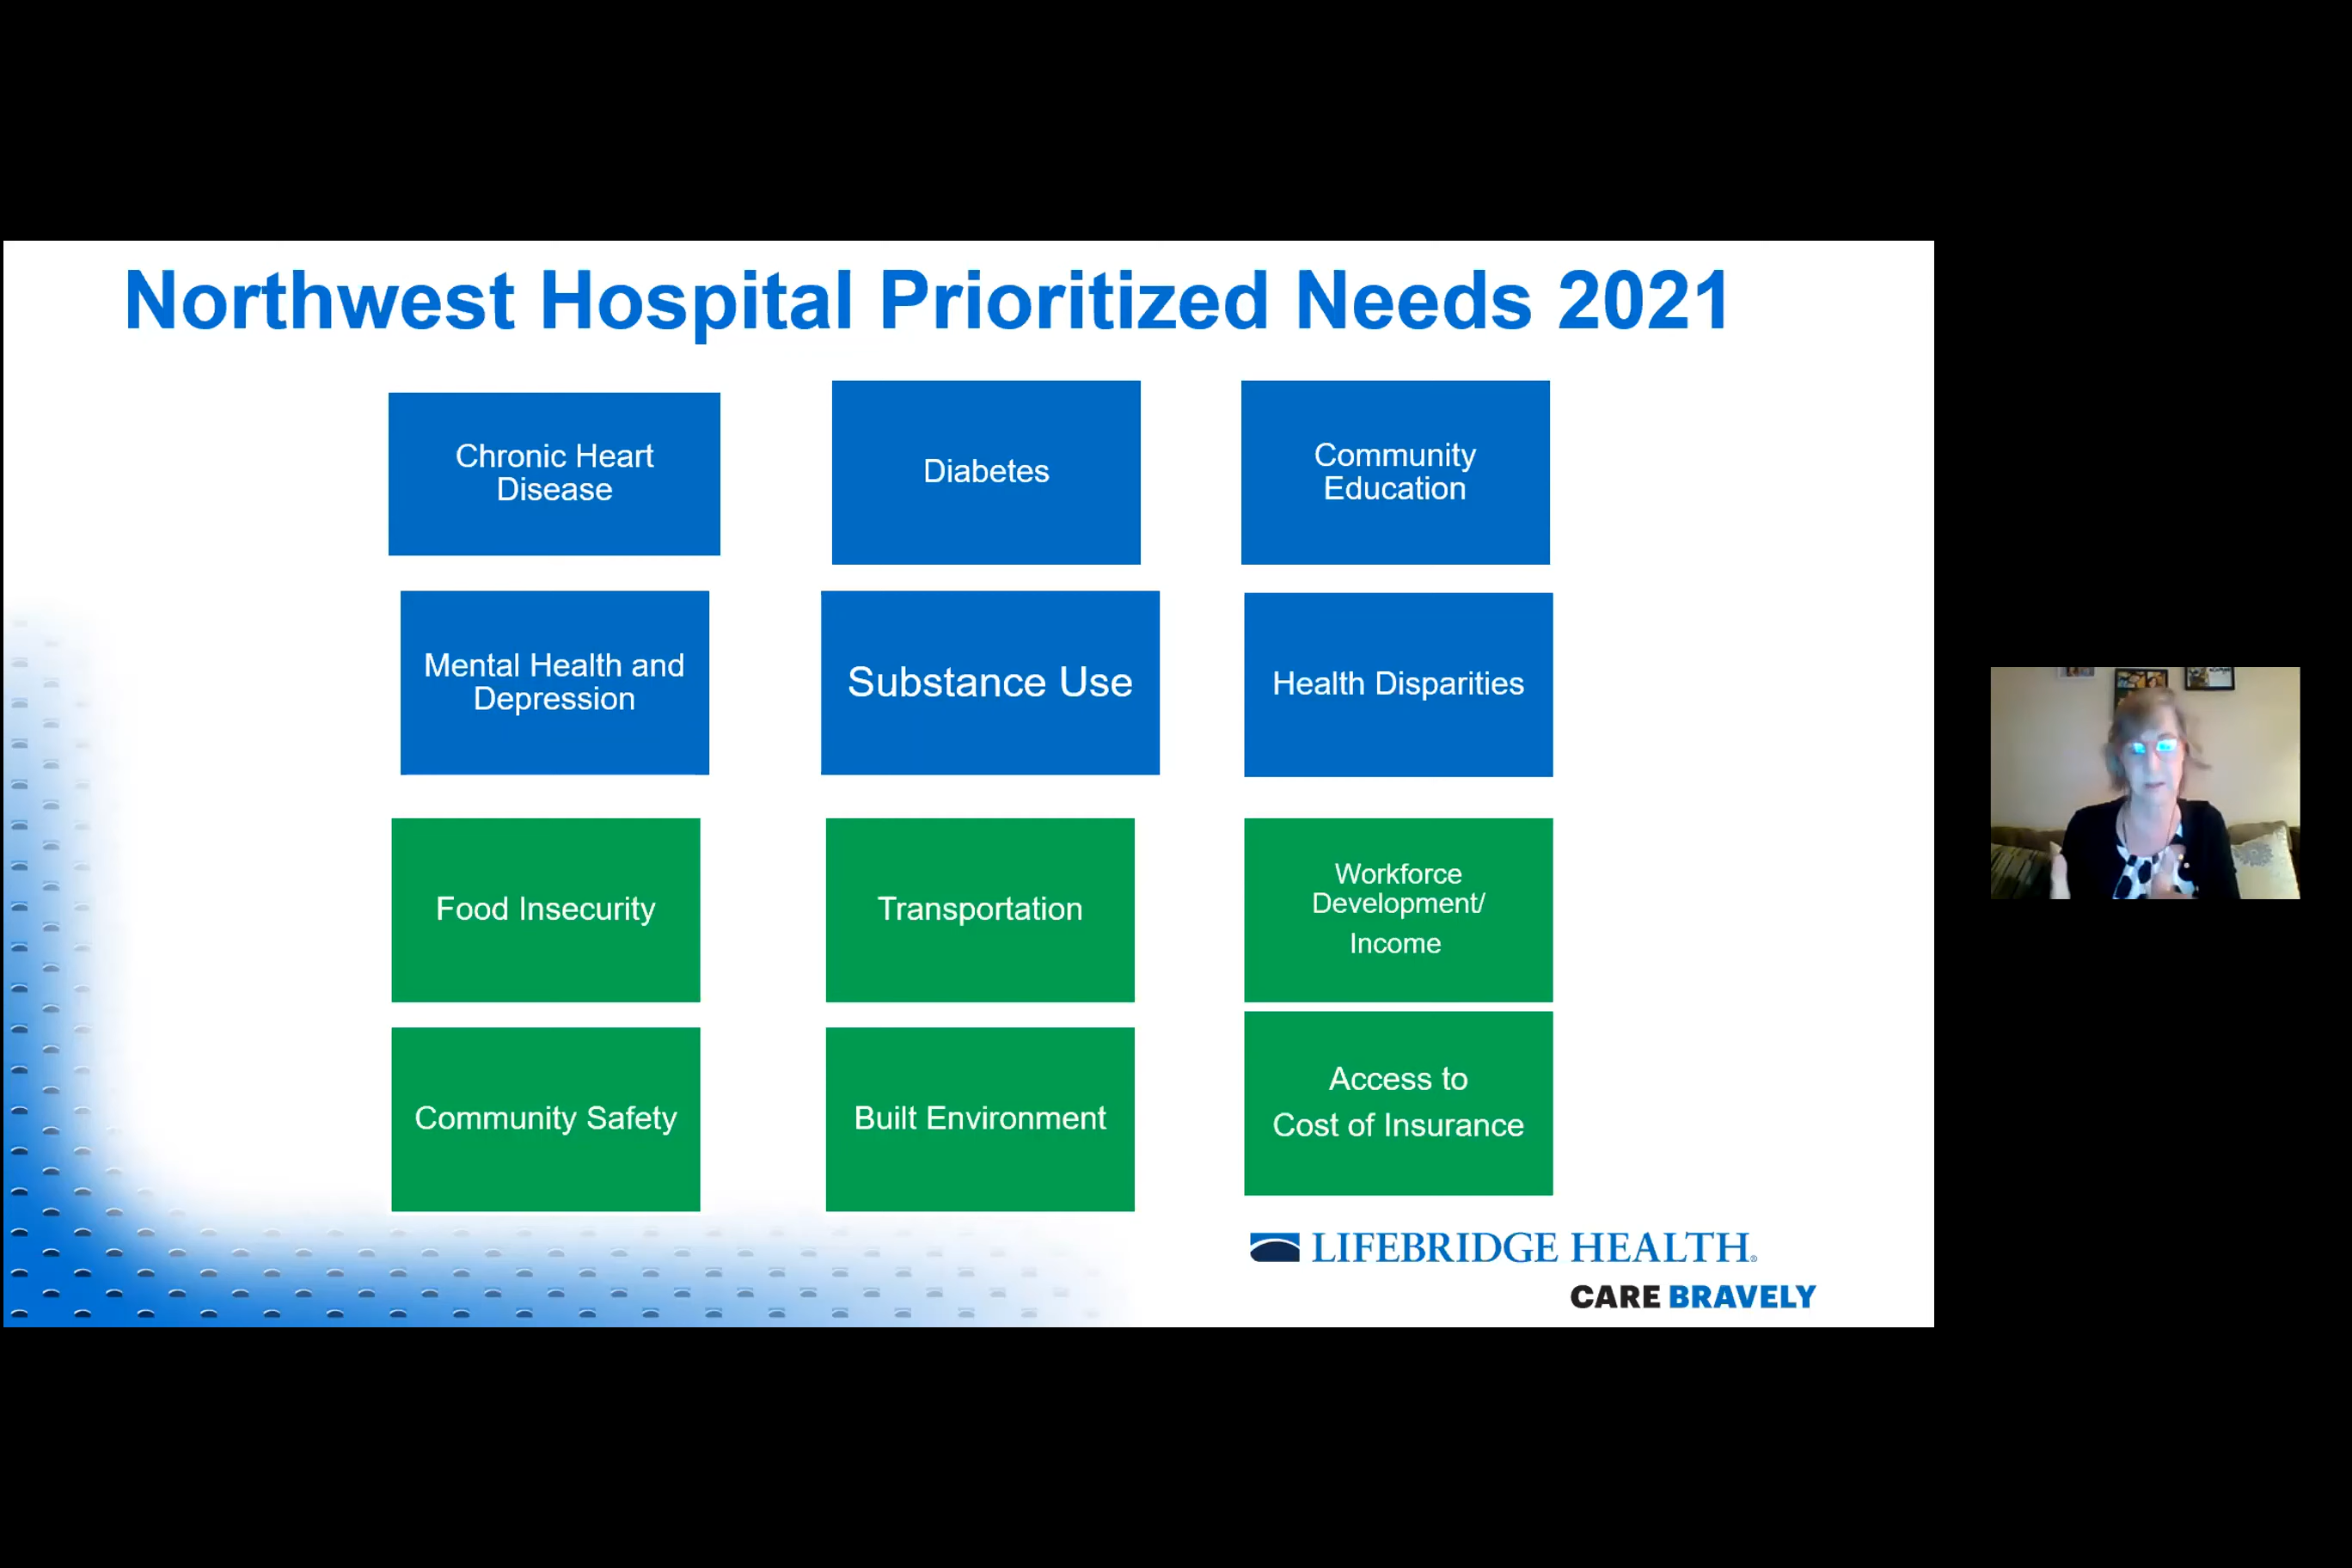 Northwest Hospital Prioritized Needs 2021
Chronic Heart
Disease
Diabetes
Community
Education
Mental Health and
Depression
Substance Use
Health Disparities
Food Insecurity
Transportation
Workforce
Development/
Income
Community Safety
Built Environment
Access to
Cost of Insurance
LIFEBRIDGE HEALTH®
CARE BRAVELY